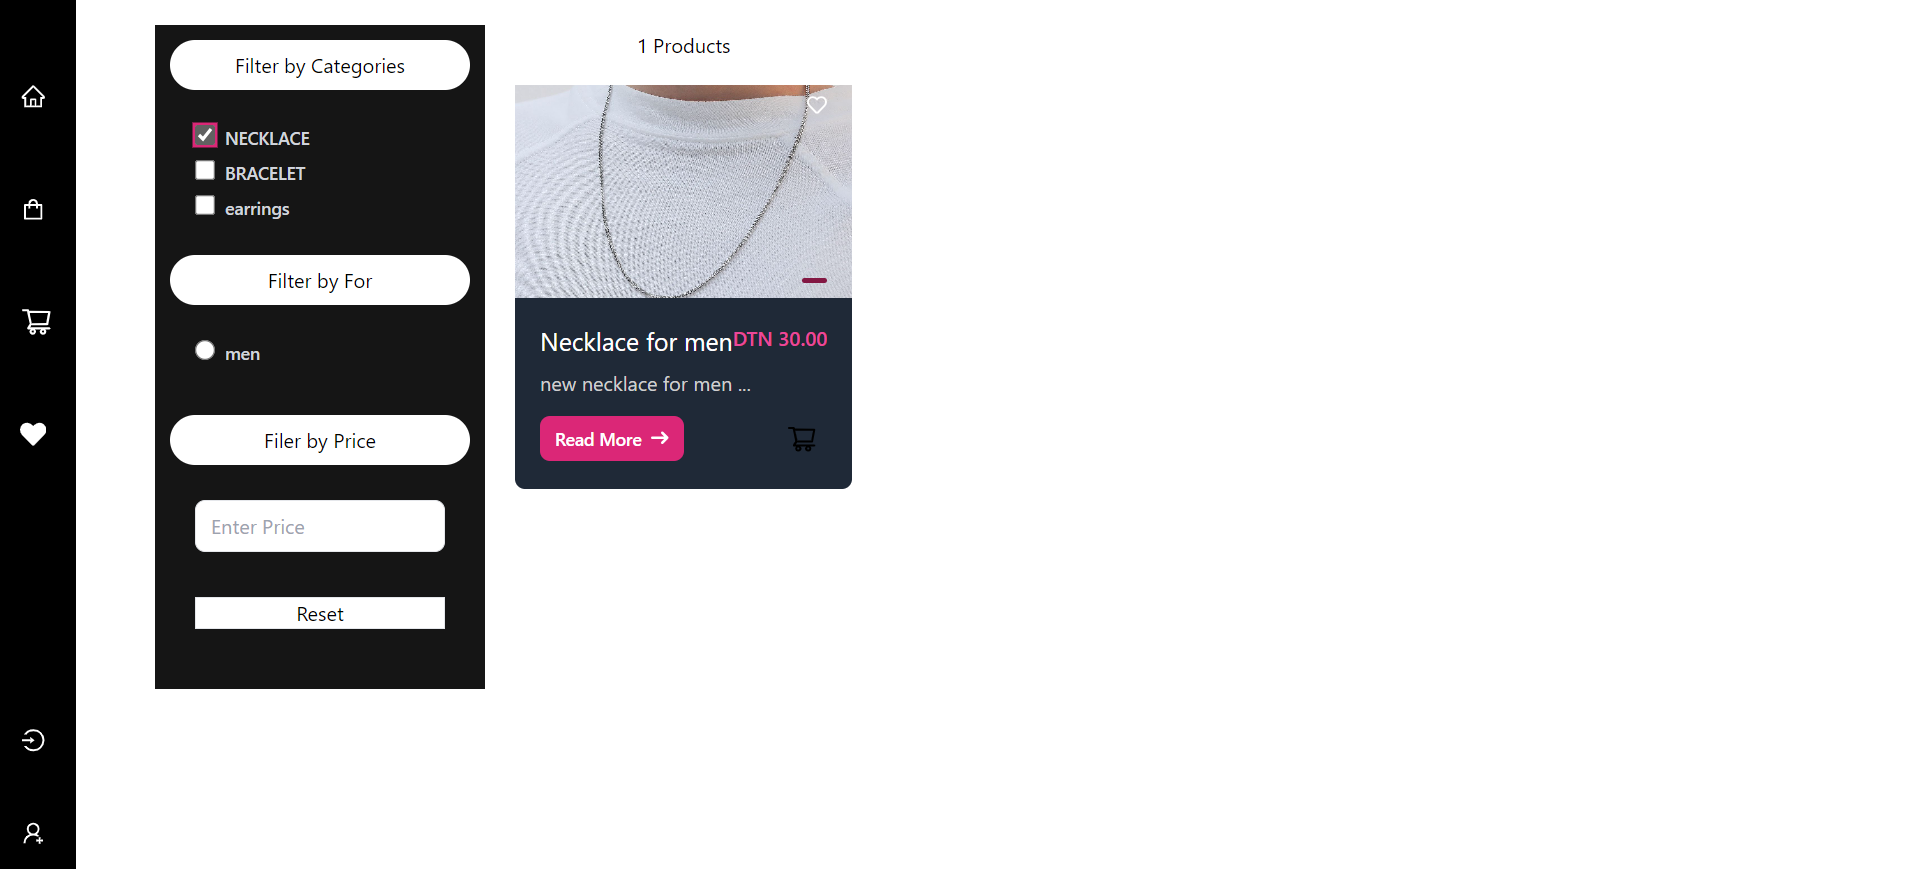 Filter by Categories
NECKLACE
BRACELET
earrings
Filter by For
men
Filer by Price
Enter Price
Reset
1 Products
Necklace for men DTN 30.00
new necklace for men ...
Read More